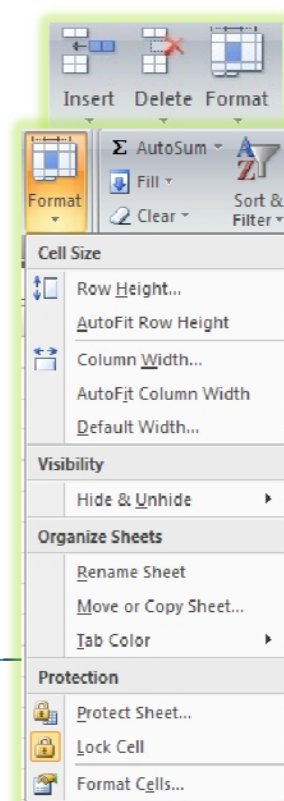 Insert Delete Format
Format
Σ AutoSum
Fill
Clear
Sort &
Filter
Cell Size
Row Height...
AutoFit Row Height
Column Width...
AutoFit Column Width
Default Width...
Visibility
Hide & Unhide
Organize Sheets
Rename Sheet
Move or Copy Sheet...
Tab Color
Protection
Protect Sheet...
Lock Cell
Format Cells...